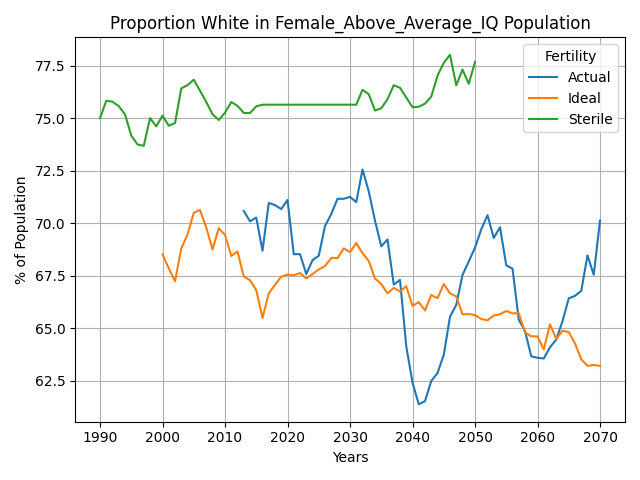 Proportion White in Female_Above_Average_IQ Population
% of Population
77.5
75.0
72.5
70.0
67.5
65.0
62.5
Fertility
Actual
Ideal
Sterile
1990 2000 2010 2020 2030 2040 2050 2060 2070
Years